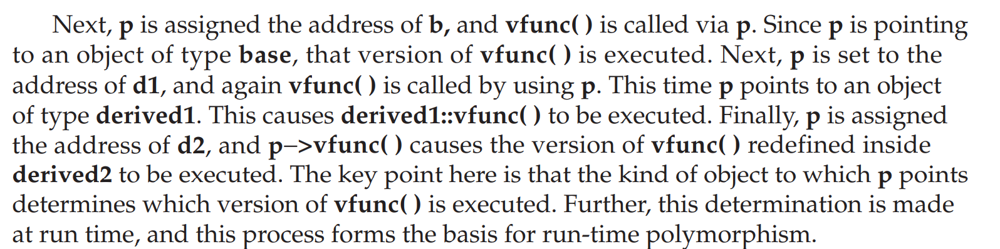 Next, p is assigned the address of b, and vfunc( ) is called via p. Since p is pointing
to an object of type base, that version of vfunc( ) is executed. Next, p is set to the
address of d1, and again vfunc( ) is called by using p. This time p points to an object
of type derived1. This causes derived1::vfunc( ) to be executed. Finally, p is assigned
the address of d2, and p–>vfunc( ) causes the version of vfunc( ) redefined inside
derived2 to be executed. The key point here is that the kind of object to which p points
determines which version of vfunc( ) is executed. Further, this determination is made
at run time, and this process forms the basis for run-time polymorphism.